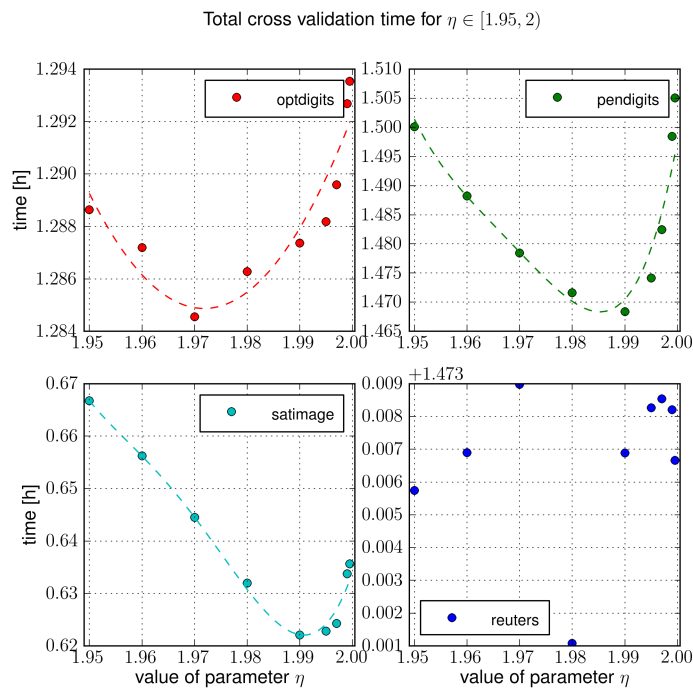 Total cross validation time for η ∈ [1.95, 2)
1.294
1.292
1.290
1.288
1.286
1.284
time [h]
optdigits
1.95 1.96 1.97 1.98 1.99 2.00
1.510
1.505
1.500
1.495
1.490
1.485
1.480
1.475
1.470
1.465
pendigits
1.95 1.96 1.97 1.98 1.99 2.00
0.67
0.66
0.65
0.64
0.63
0.62
time [h]
satimage
1.95 1.96 1.97 1.98 1.99 2.00
value of parameter η
+1.473
0.009
0.008
0.007
0.006
0.005
0.004
0.003
0.002
0.001
reuters
1.95 1.96 1.97 1.98 1.99 2.00
value of parameter η